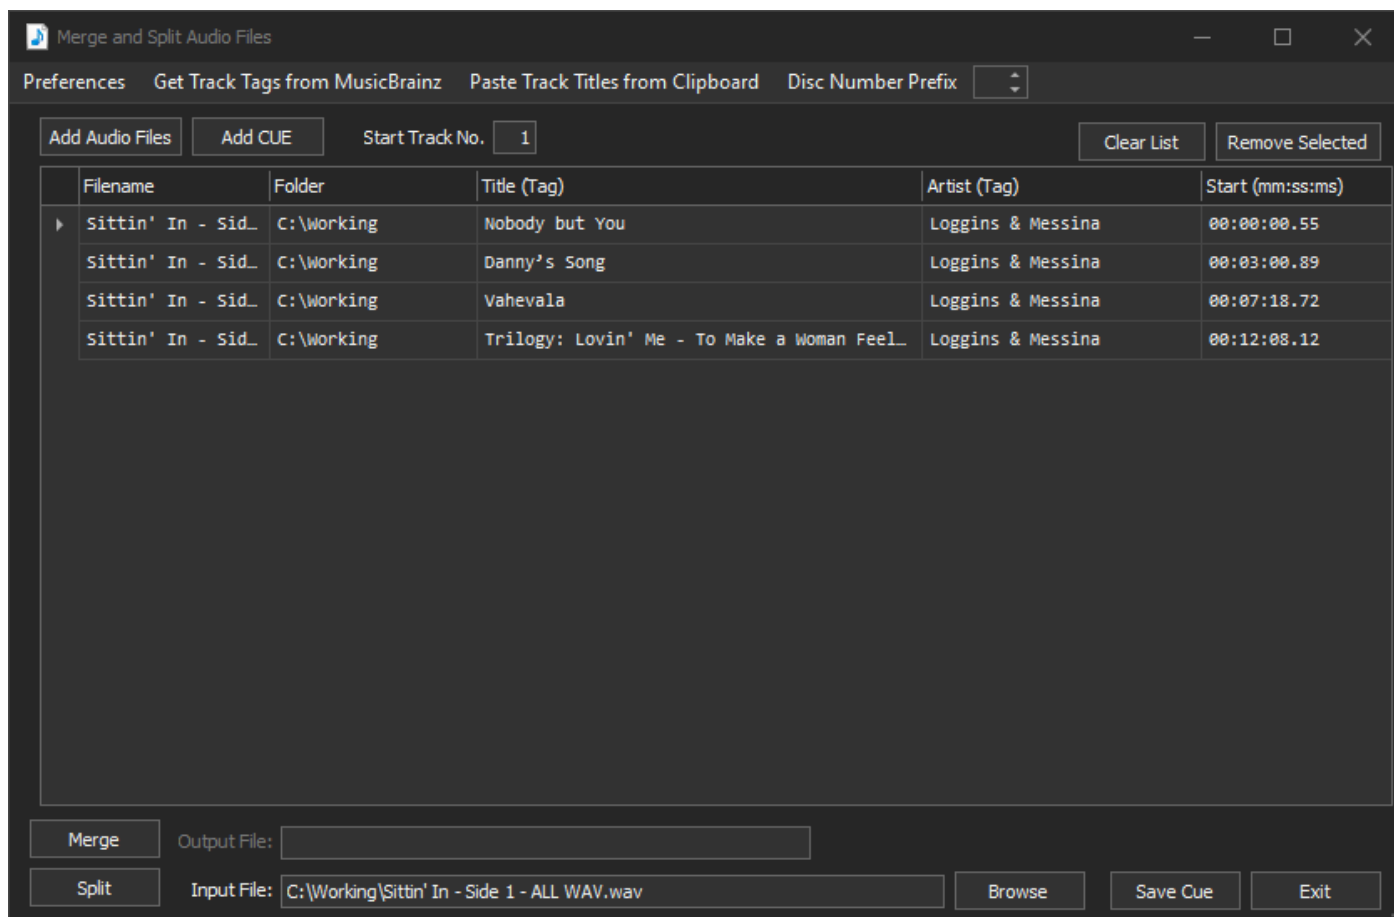 Merge and Split Audio Files
Preferences Get Track Tags from MusicBrainz Paste Track Titles from Clipboard Disc Number Prefix
Add Audio Files Add CUE Start Track No. 1 Clear List Remove Selected
Filename Folder Title (Tag) Artist (Tag) Start (mm:ss:ms)
Sittin' In - Sid… C:\Working Nobody but You Loggins & Messina 00:00:00.55
Sittin' In - Sid… C:\Working Danny’s Song Loggins & Messina 00:03:00.89
Sittin' In - Sid… C:\Working Vahevala Loggins & Messina 00:07:18.72
Sittin' In - Sid… C:\Working Trilogy: Lovin' Me - To Make a Woman Feel… Loggins & Messina 00:12:08.12
Merge Output File:
Split Input File: C:\Working\Sittin' In - Side 1 - ALL WAV.wav Browse Save Cue Exit